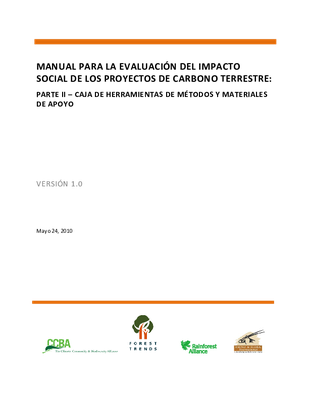 MANUAL PARA LA EVALUACIÓN DEL IMPACTO
SOCIAL DE LOS PROYECTOS DE CARBONO TERRESTRE:
PARTE II – CAJA DE HERRAMIENTAS DE MÉTODOS Y MATERIALES
DE APOYO
VERSIÓN 1.0
Mayo 24, 2010
CCBA
The Climate, Community & Biodiversity Alliance
FOREST
TRENDS
Rainforest
Alliance